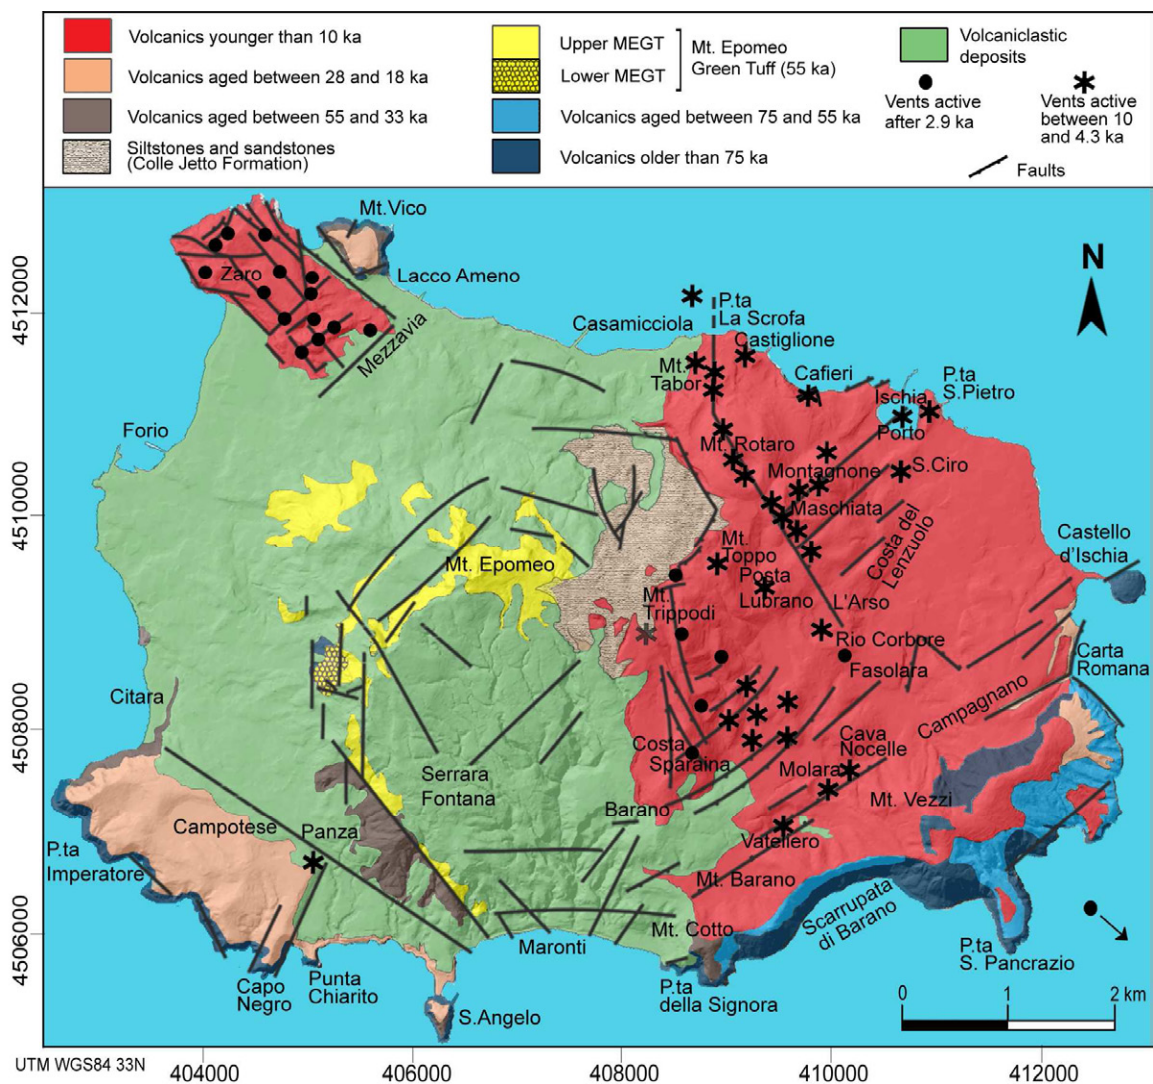 Volcanics younger than 10 ka
Volcanics aged between 28 and 18 ka
Volcanics aged between 55 and 33 ka
Siltstones and sandstones
(Colle Jetto Formation)
Upper MEGT
Lower MEGT
Mt. Epomeo
Green Tuff (55 ka)
Volcanics aged between 75 and 55 ka
Volcanics older than 75 ka
Volcaniclastic
deposits
Vents active
after 2.9 ka
Vents active
between 10
and 4.3 ka
Faults
Mt.Vico
Zaro
Lacco Ameno
Mezzavia
Casamicciola
P.ta
La Scrofa
Castiglione
N
Mt.
Tabor
Cafieri
Ischia
Porto
P.ta
S.Pietro
Forio
Mt. Rotaro
Montagnone
S.Ciro
Maschiata
Costa del
Lenzuolo
Castello
d'Ischia
Mt. Epomeo
Mt.
Toppo
Posta
Lubrano
Mt.
Trippodi
L'Arso
Rio Corbore
Fasolara
Carta
Romana
Citara
Campagnano
Serrara
Fontana
Costa
Sparaina
Cava
Nocelle
Molara
Mt. Vezzi
Barano
Vateliero
Campotese
Panza
P.ta
Imperatore
Mt. Barano
Scarrupata
di Barano
Mt. Cotto
Maronti
P.ta
S. Pancrazio
Capo
Negro
Punta
Chiarito
S.Angelo
P.ta
della Signora
0 1 2 km
4512000
4510000
4508000
4506000
UTM WGS84 33N
404000 406000 408000 410000 412000